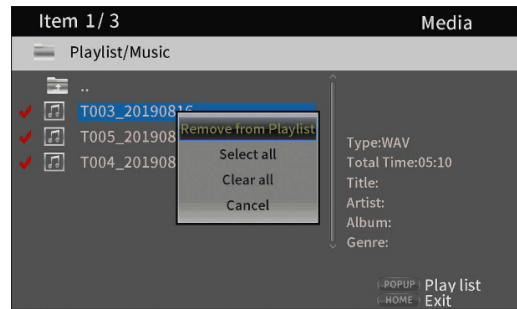 Item 1/3
Media
Playlist/Music
..
T003_20190816
T005_201908
T004_201908
Remove from Playlist
Select all
Clear all
Cancel
Type:WAV
Total Time:05:10
Title:
Artist:
Album:
Genre:
POPUP Play list
HOME Exit